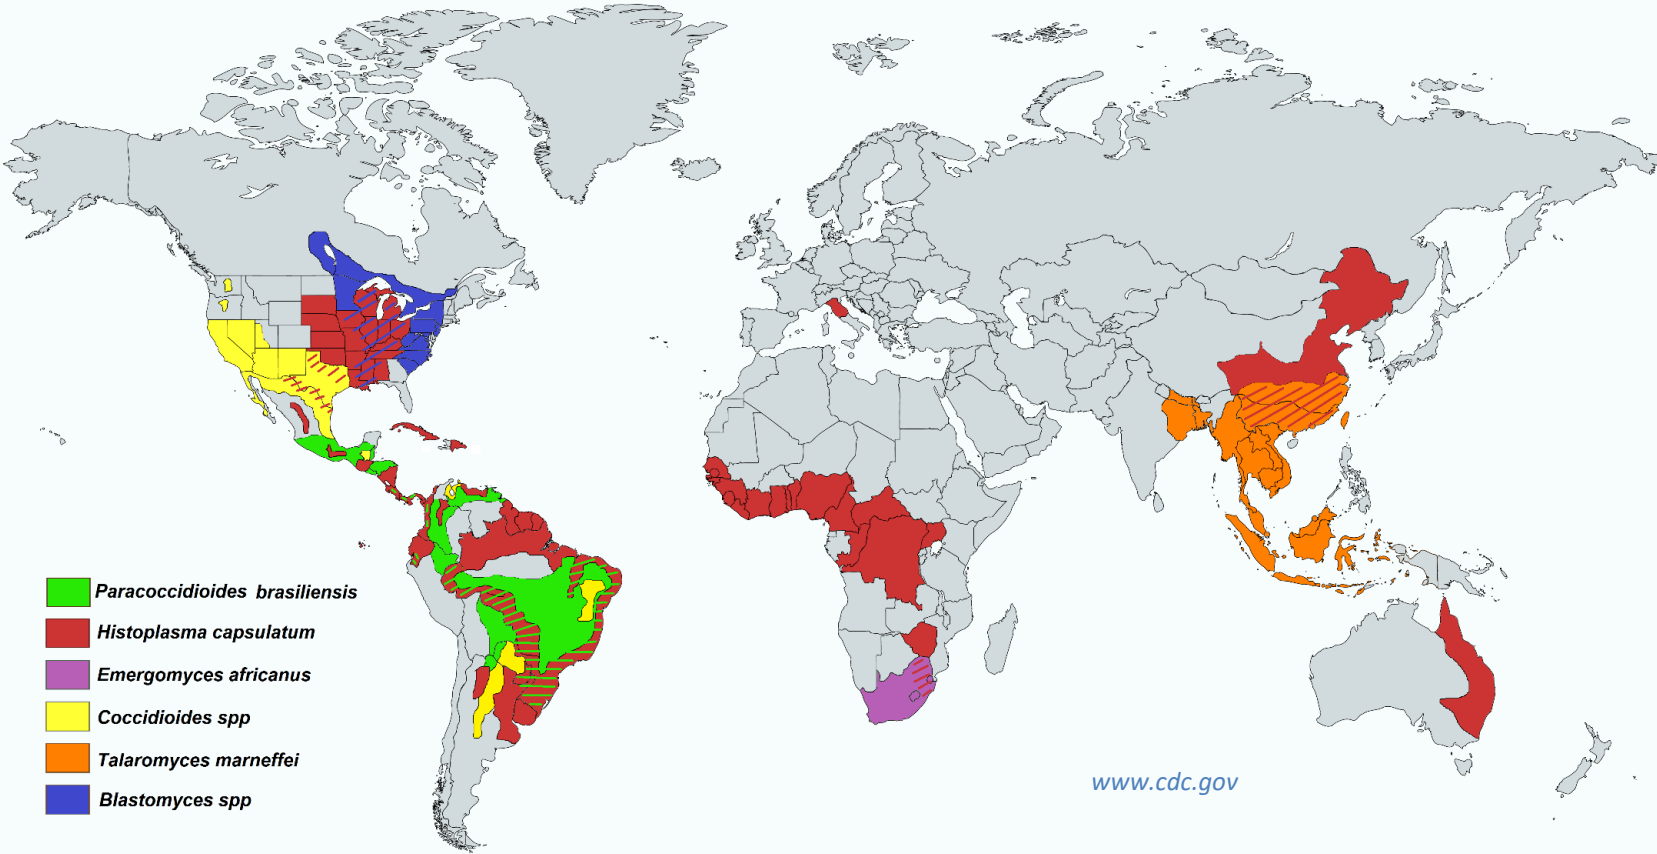 Paracoccidioides brasiliensis
Histoplasma capsulatum
Emergomyces africanus
Coccidioides spp
Talaromyces marneffei
Blastomyces spp
www.cdc.gov